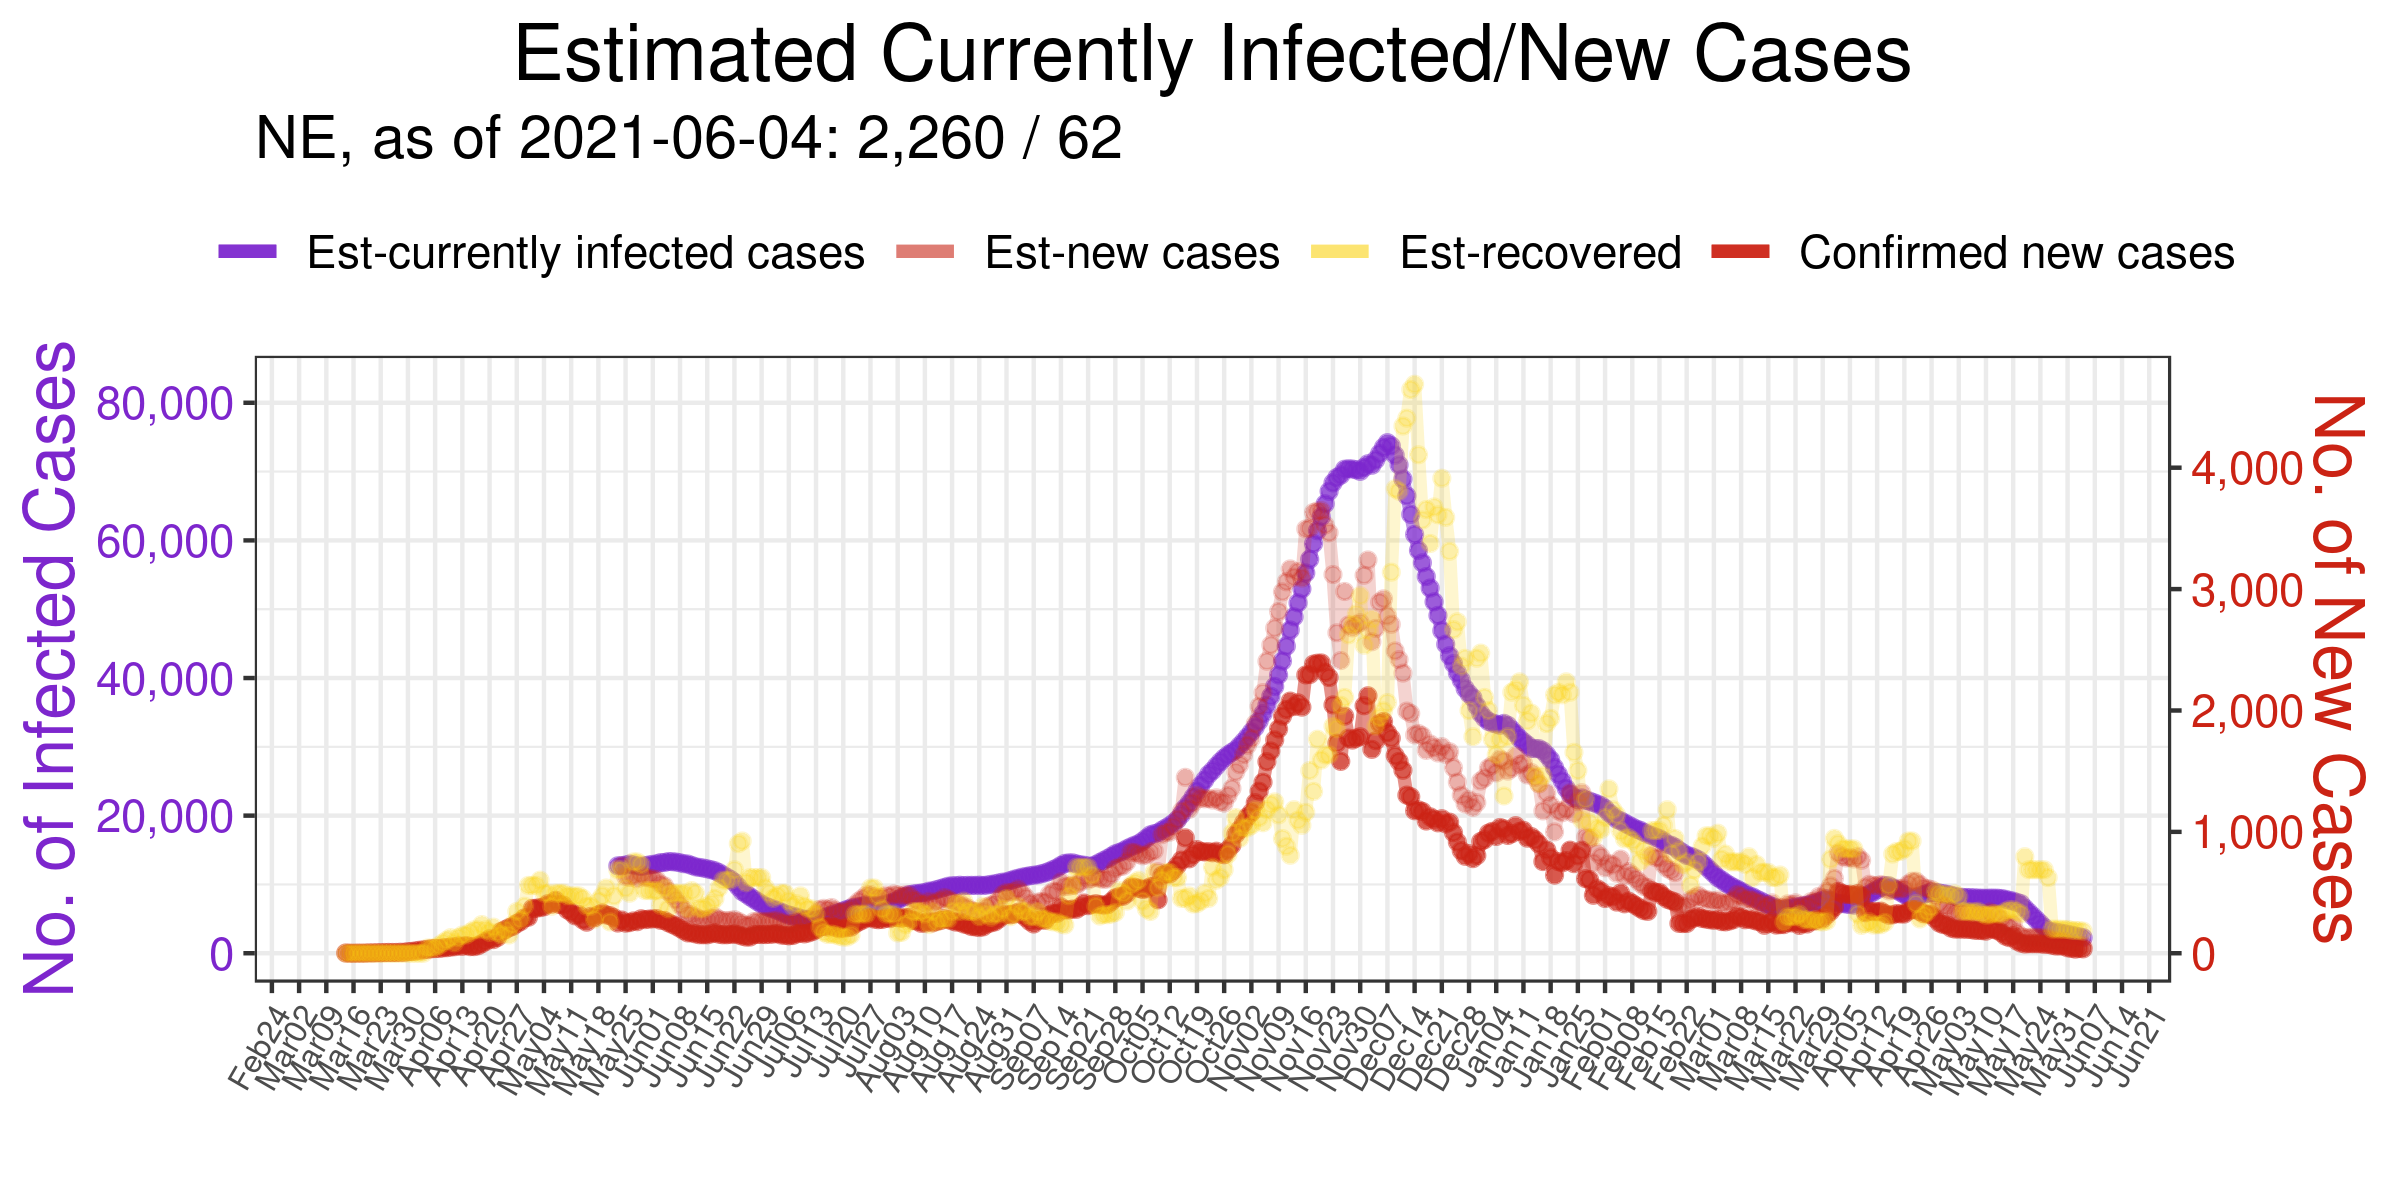 Estimated Currently Infected/New Cases
NE, as of 2021-06-04: 2,260 / 62
Est-currently infected cases
Est-new cases
Est-recovered
Confirmed new cases
No. of Infected Cases
80,000
60,000
40,000
20,000
0
4,000
3,000
2,000
1,000
0
No. of New Cases
Feb24
Mar02
Mar09
Mar16
Mar23
Mar30
Apr06
Apr13
Apr20
Apr27
May04
May11
May18
May25
Jun01
Jun08
Jun15
Jun22
Jun29
Jul06
Jul13
Jul20
Jul27
Aug03
Aug10
Aug17
Aug24
Aug31
Sep07
Sep14
Sep21
Sep28
Oct05
Oct12
Oct19
Oct26
Nov02
Nov09
Nov16
Nov23
Nov30
Dec07
Dec14
Dec21
Dec28
Jan04
Jan11
Jan18
Jan25
Feb01
Feb08
Feb15
Feb22
Mar01
Mar08
Mar15
Mar22
Mar29
Apr05
Apr12
Apr19
Apr26
May03
May10
May17
May24
May31
Jun07
Jun14
Jun21